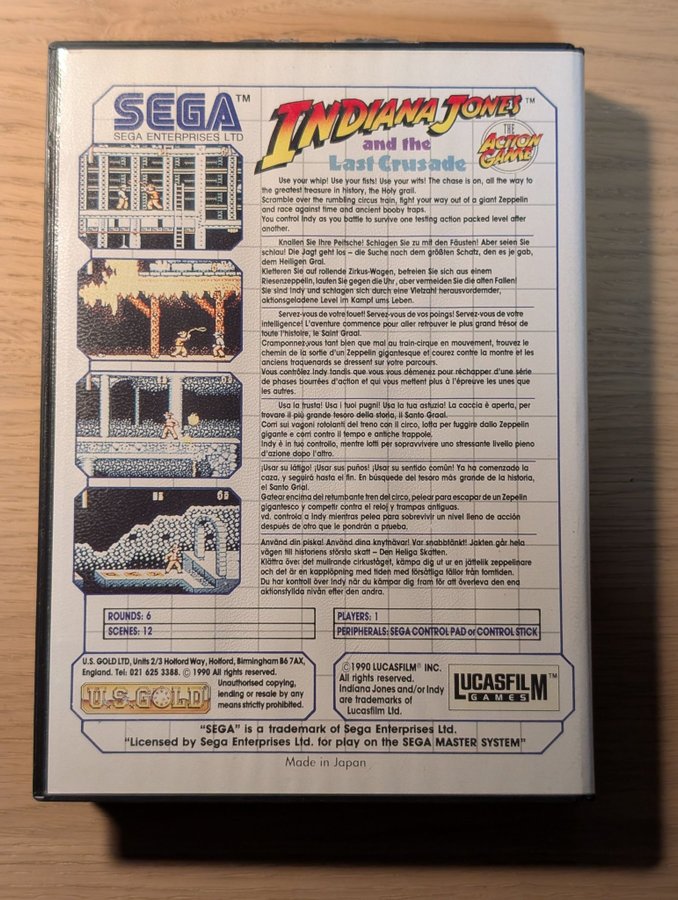 SEGA™
SEGA ENTERPRISES LTD
INDIANA JONES™
and the
Last Crusade
THE
ACTION
GAME
Use your whip! Use your fists! Use your wits! The chase is on, all the way to
the greatest treasure in history, the Holy grail.
Scramble over the rumbling circus train, fight your way out of a giant Zeppelin
and race against time and ancient booby traps.
You control Indy as you battle to survive one testing action packed level after
another.
Knallen Sie Ihre Peitsche! Schlagen Sie zu mit den Fäusten! Aber seien Sie
schlau! Die Jagt geht los – die Suche nach dem größten Schatz, den es je gab,
dem Heiligen Gral.
Kletteren Sie auf rollende Zirkus-Wagen, befreien Sie sich aus einem
Riesenzeppelin, laufen Sie gegen die Uhr, aber vermeiden Sie die alten Fallen!
Sie sind Indy und schlagen sich durch eine Vielzahl herausvordernder,
aktionsgeladene Level im Kampf ums Leben.
Servez-vous de votre fouet! Servez-vous de vos poings! Servez-vous de votre
intelligence! L'aventure commence pour aller retrouver le plus grand trésor de
toute l'histoire, le Saint Graal.
Cramponnez-vous tant bien que mal au train-cirque en mouvement, trouvez le
chemin de la sortie d'un Zeppelin gigantesque et courez contre la montre et les
anciens traquenards se dressent sur votre parcours.
Vous contrôlez Indy tandis que vous vous démenez pour réchapper d'une série
de phases bourrées d'action et qui vous mettent plus à l'épreuve les unes que
les autres.
Usa la frusta! Usa i tuoi pugni! Usa la tua astuzia! La caccia è aperta, per
trovare il più grande tesoro della storia, il Santo Graal.
Corri sui vagoni rotolanti del treno con il circo, lotta per fuggire dallo Zeppelin
gigante e corri contro il tempo e antiche trappole.
Indy è in tuo controllo, mentre lotti per sopravvivere uno stressante livello pieno
d'azione dopo l'altro.
¡Usar su látigo! ¡Usar sus puños! ¡Usar su sentido común! Ya ha comenzado la
caza, y seguirá hasta el fin. En búsquede del tesoro más grande de la historia,
el Santo Grial.
Gatear encima del retumbante tren del circo, pelear para escapar de un Zepelin
gigantesco y competir contra el reloj y trampas antiguas.
vd. controla a Indy mientras pelea para sobrevivir un nivel lleno de acción
después de otro que le pondrán a prueba,
Använd din piska! Använd dina knytnävar! Var snabbtänkt! Jakten går hela
vägen till historiens största skatt – Den Heliga Skatten.
Klättra över det mullrande cirkuståget, kämpa dig ut er en jättelik zeppelinare
och det är en kapplöpning med tiden med försåtliga fällor från forntiden.
Du har kontroll över Indy när du kämpar dig fram för att överleva den ena
aktionsfyllda nivån efter den andra.
ROUNDS: 6
SCENES: 12
PLAYERS: 1
PERIPHERALS: SEGA CONTROL PAD or CONTROL STICK
U.S. GOLD LTD, Units 2/3 Holford Way, Holford, Birmingham B6 7AX,
England. Tel: 021 625 3388. © 1990 All rights reserved.
Unauthorised copying,
lending or resale by any
means strictly prohibited.
U.S. GOLD
©1990 LUCASFILM® INC.
All rights reserved.
Indiana Jones and/or Indy
are trademarks of
Lucasfilm Ltd.
LUCASFILM™
GAMES
"SEGA" is a trademark of Sega Enterprises Ltd.
"Licensed by Sega Enterprises Ltd. for play on the SEGA MASTER SYSTEM"
Made in Japan